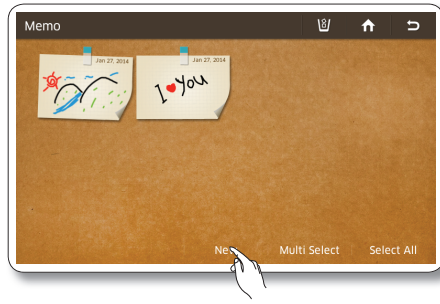 Memo
Jan 27, 2014
Jan 27, 2014
I ❤ You
Multi Select
Select All